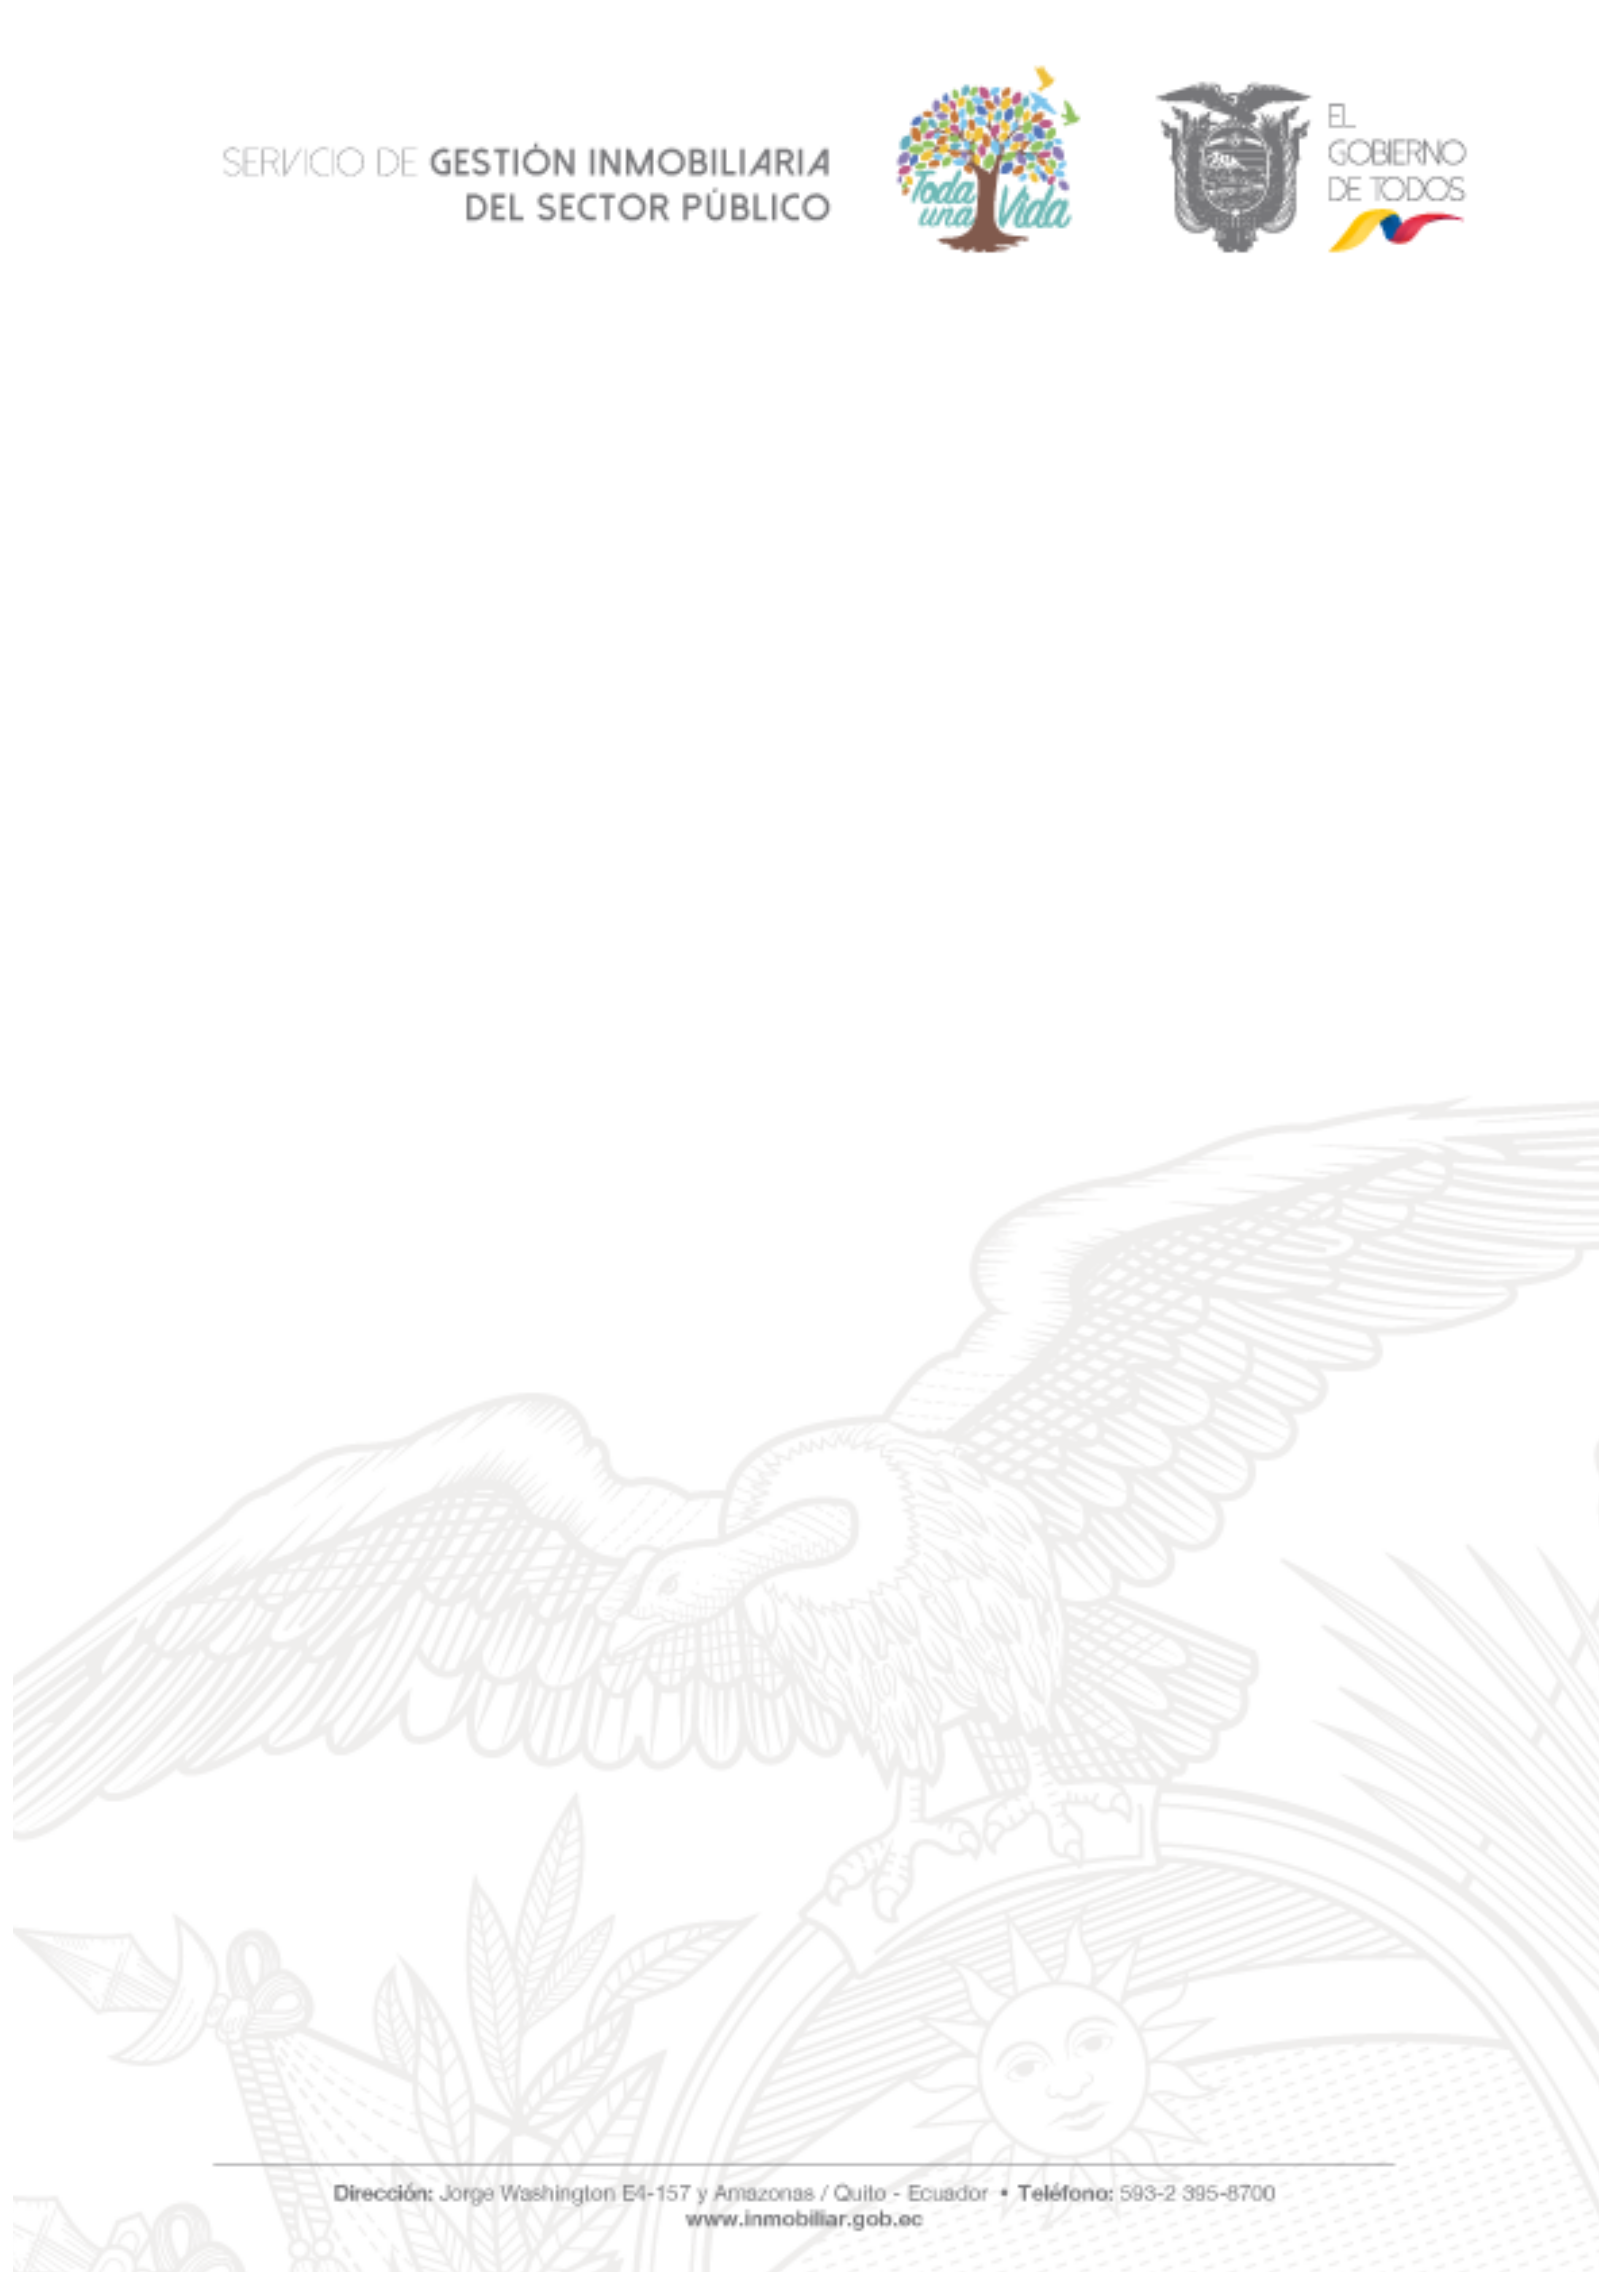 SERVICIO DE GESTIÓN INMOBILIARIA
DEL SECTOR PÚBLICO
Toda
una Vida
EL
GOBIERNO
DE TODOS
Dirección: Jorge Washington E4-157 y Amazonas / Quito - Ecuador • Teléfono: 593-2 395-8700
www.inmobiliar.gob.ec